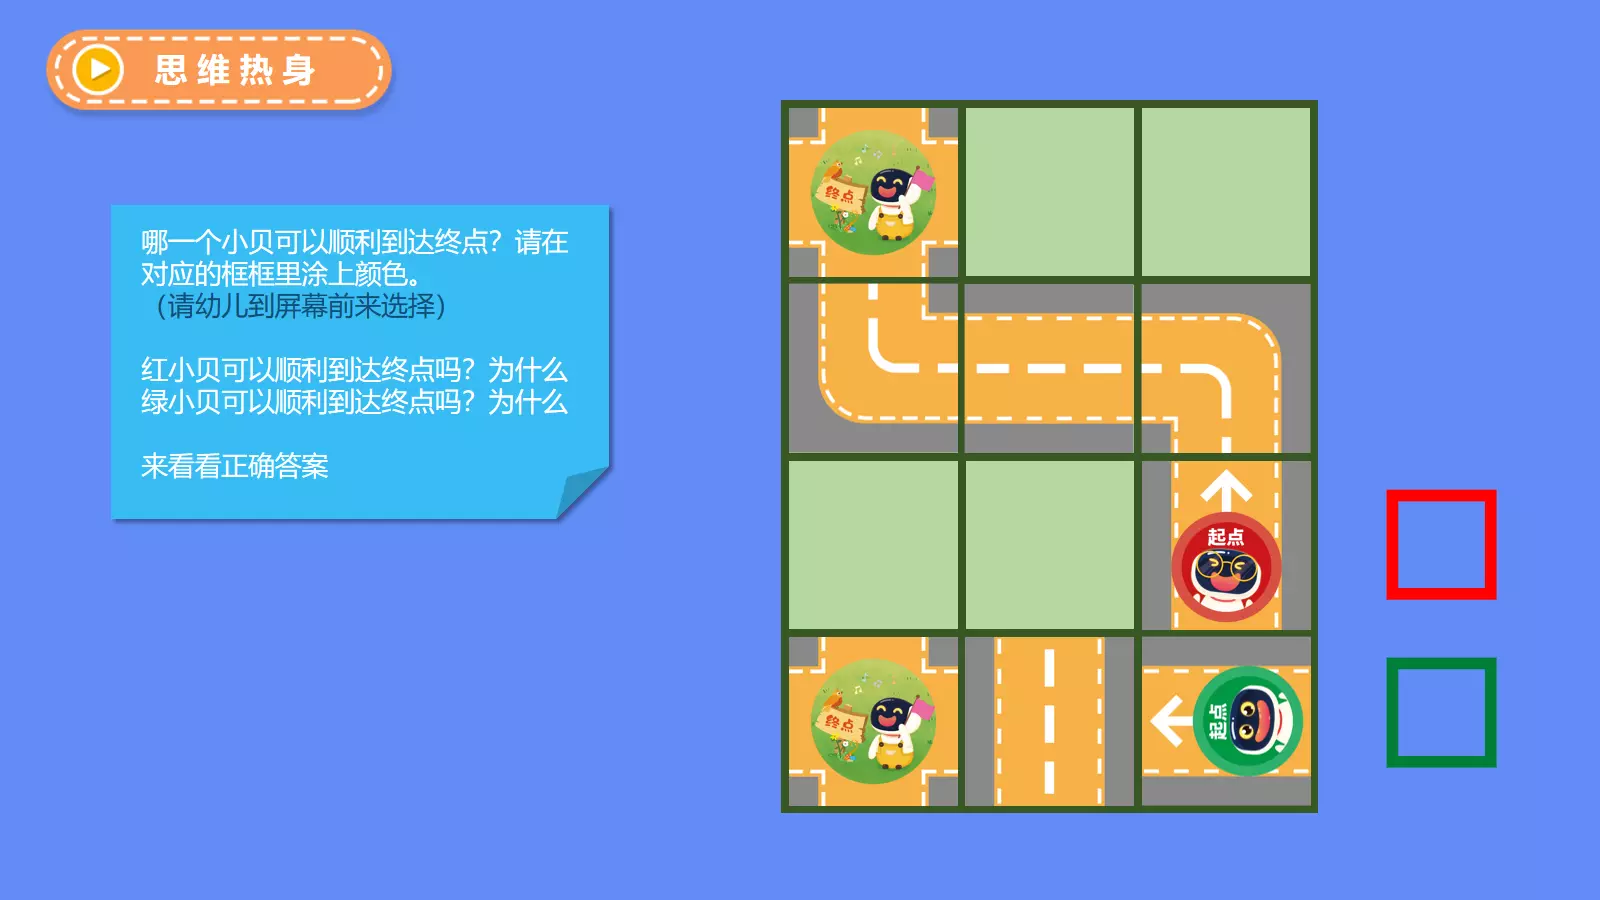 思维热身
哪一个小贝可以顺利到达终点？请在
对应的框框里涂上颜色。
（请幼儿到屏幕前来选择）
红小贝可以顺利到达终点吗？为什么
绿小贝可以顺利到达终点吗？为什么
来看看正确答案
终点
起点
终点
起点